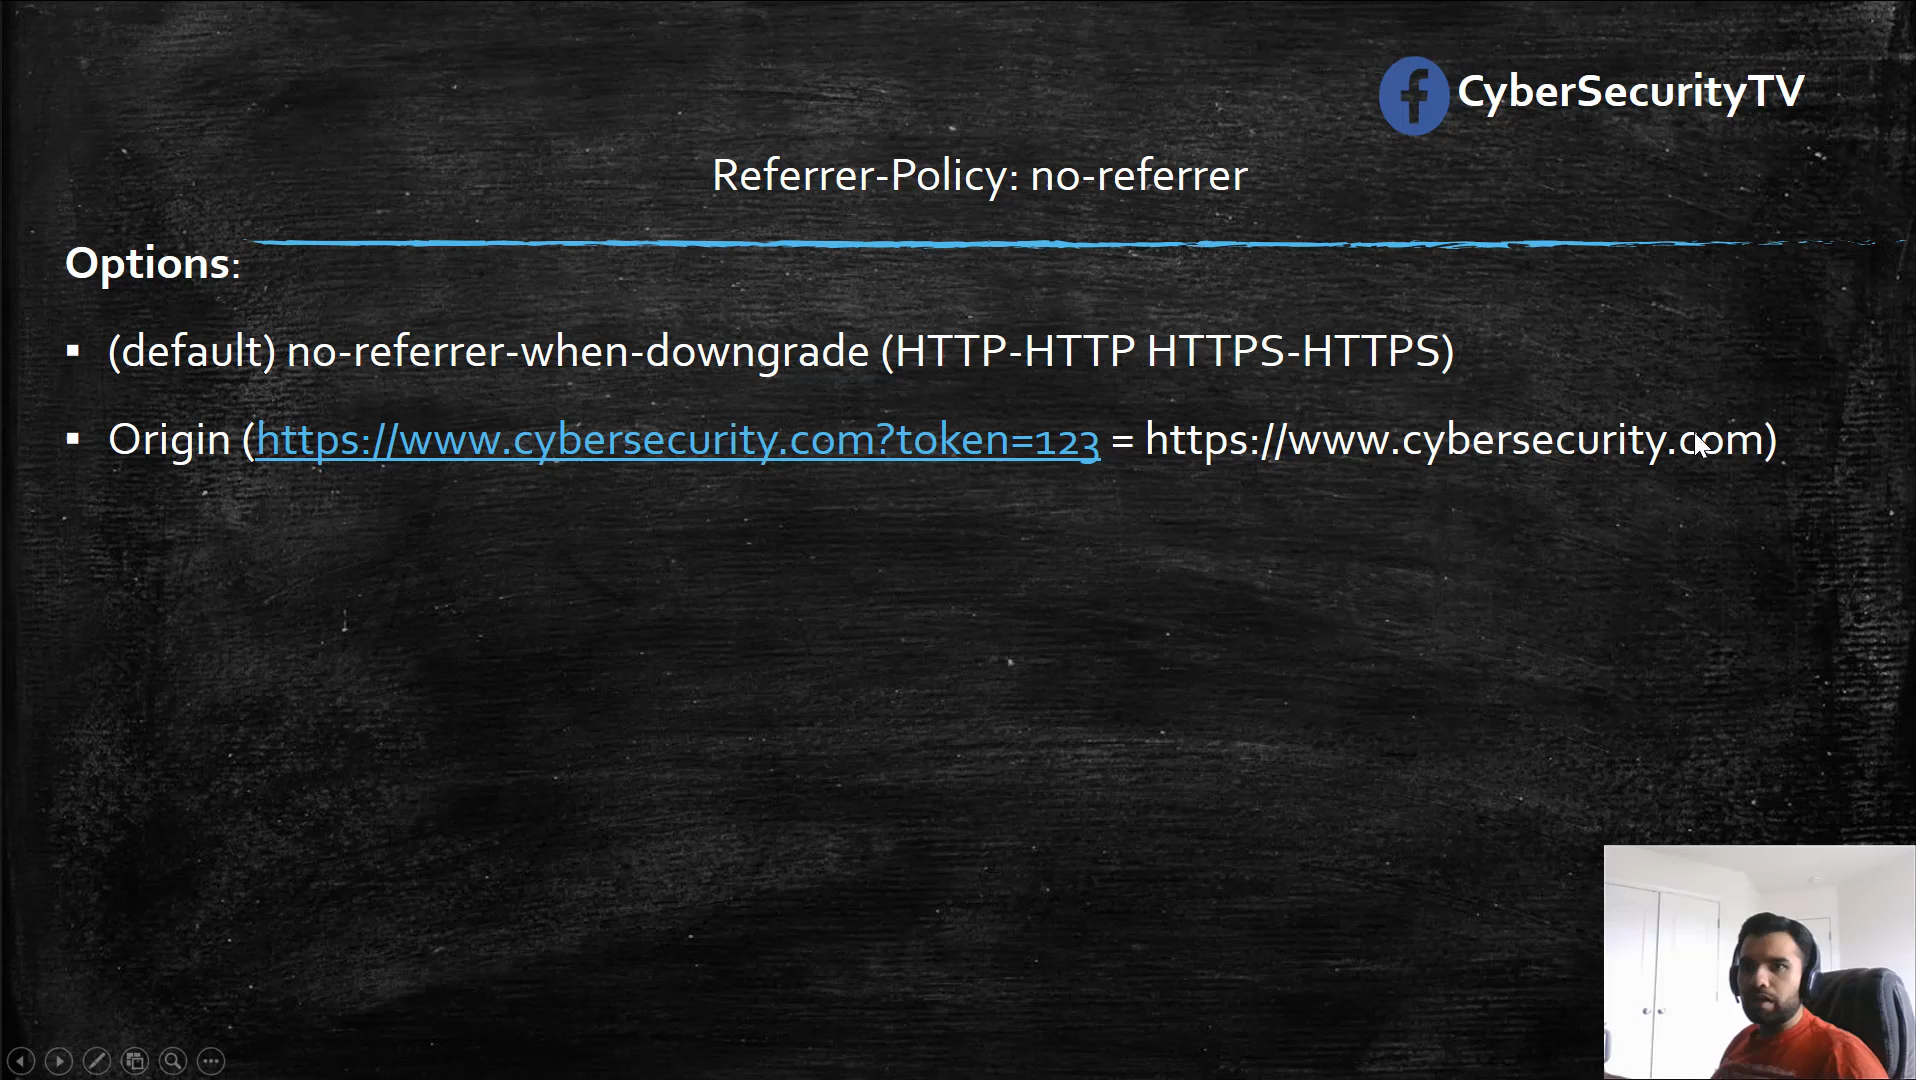 CyberSecurityTV
Referrer-Policy: no-referrer
Options:
▪ (default) no-referrer-when-downgrade (HTTP-HTTP HTTPS-HTTPS)
▪ Origin (https://www.cybersecurity.com?token=123 = https://www.cybersecurity.com)